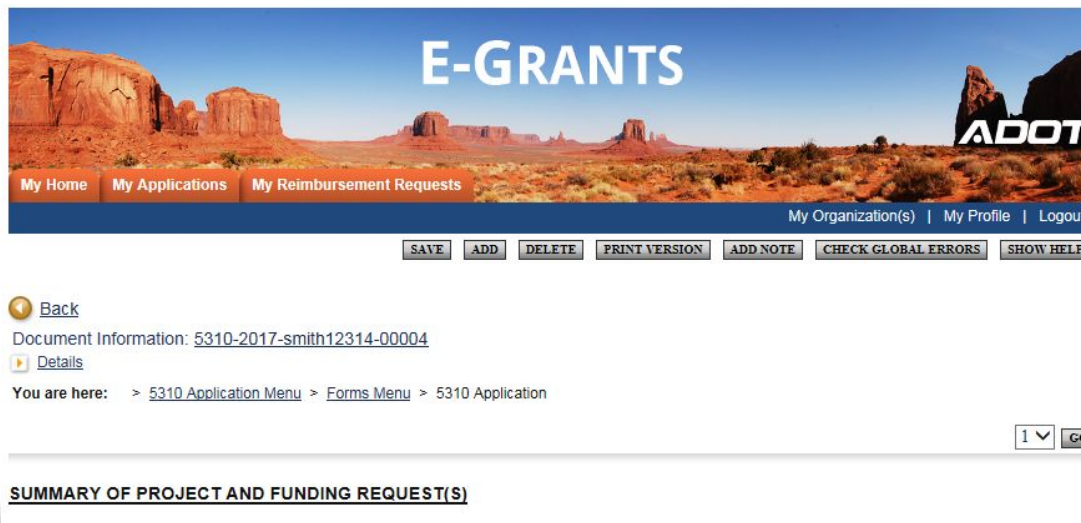 E-GRANTS
ADOT
My Home My Applications My Reimbursement Requests
My Organization(s) | My Profile | Logou
SAVE ADD DELETE PRINT VERSION ADD NOTE CHECK GLOBAL ERRORS SHOW HELP
Back
Document Information: 5310-2017-smith12314-00004
Details
You are here: > 5310 Application Menu > Forms Menu > 5310 Application
1 GO
SUMMARY OF PROJECT AND FUNDING REQUEST(S)